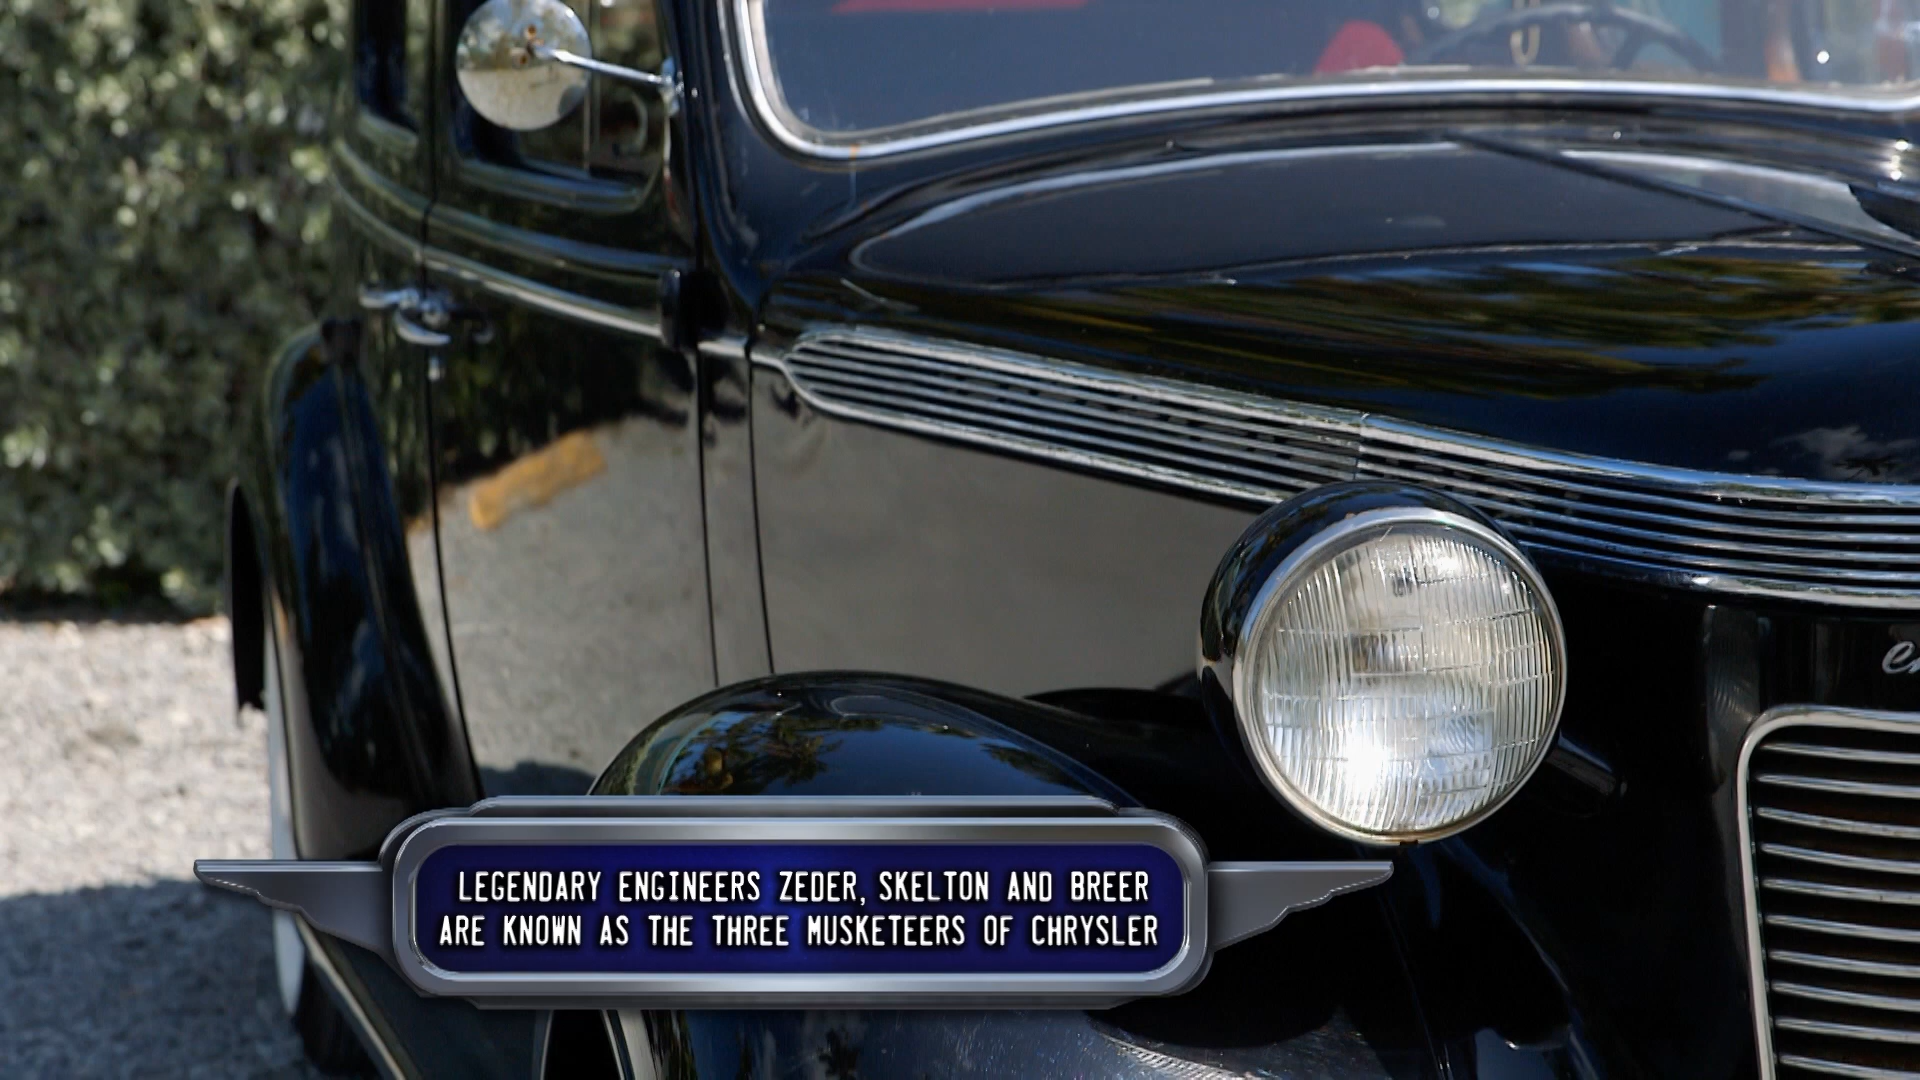 LEGENDARY ENGINEERS ZEDER, SKELTON AND BREER
ARE KNOWN AS THE THREE MUSKETEERS OF CHRYSLER